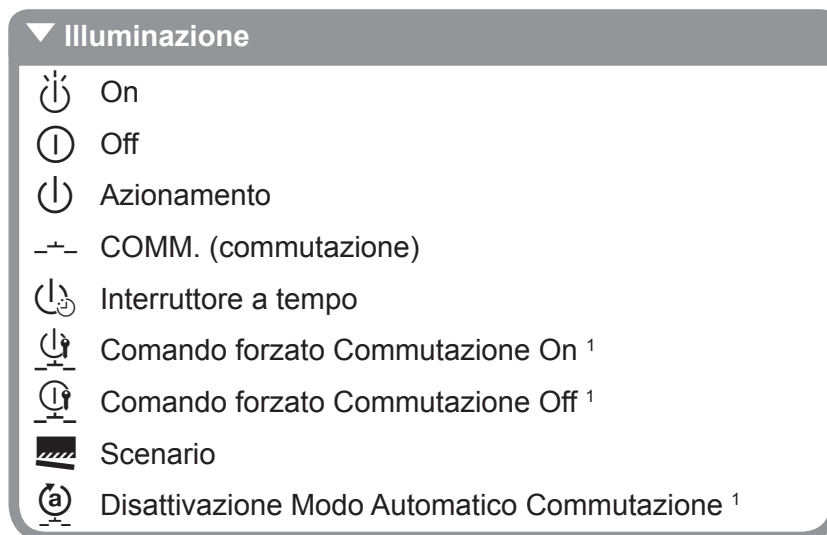 Illuminazione
On
Off
Azionamento
COMM. (commutazione)
Interruttore a tempo
Comando forzato Commutazione On ¹
Comando forzato Commutazione Off ¹
Scenario
Disattivazione Modo Automatico Commutazione ¹